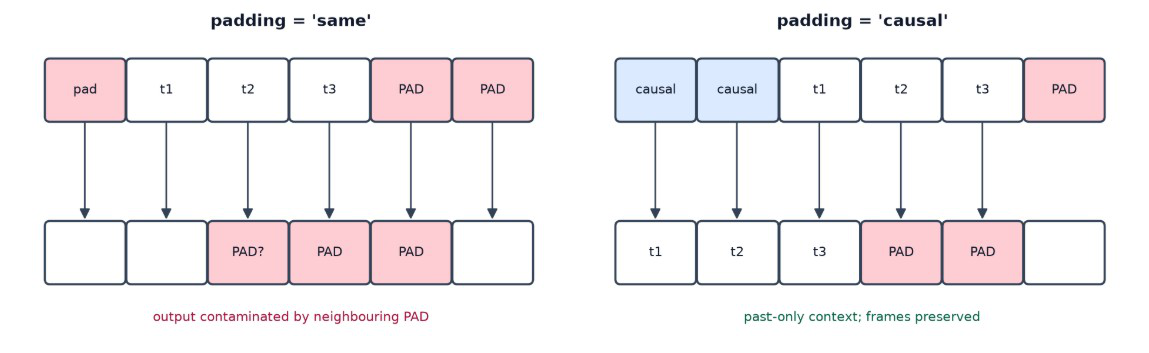 padding = 'same'
pad t1 t2 t3 PAD PAD
PAD? PAD PAD
output contaminated by neighbouring PAD
padding = 'causal'
causal causal t1 t2 t3 PAD
t1 t2 t3 PAD PAD
past-only context; frames preserved